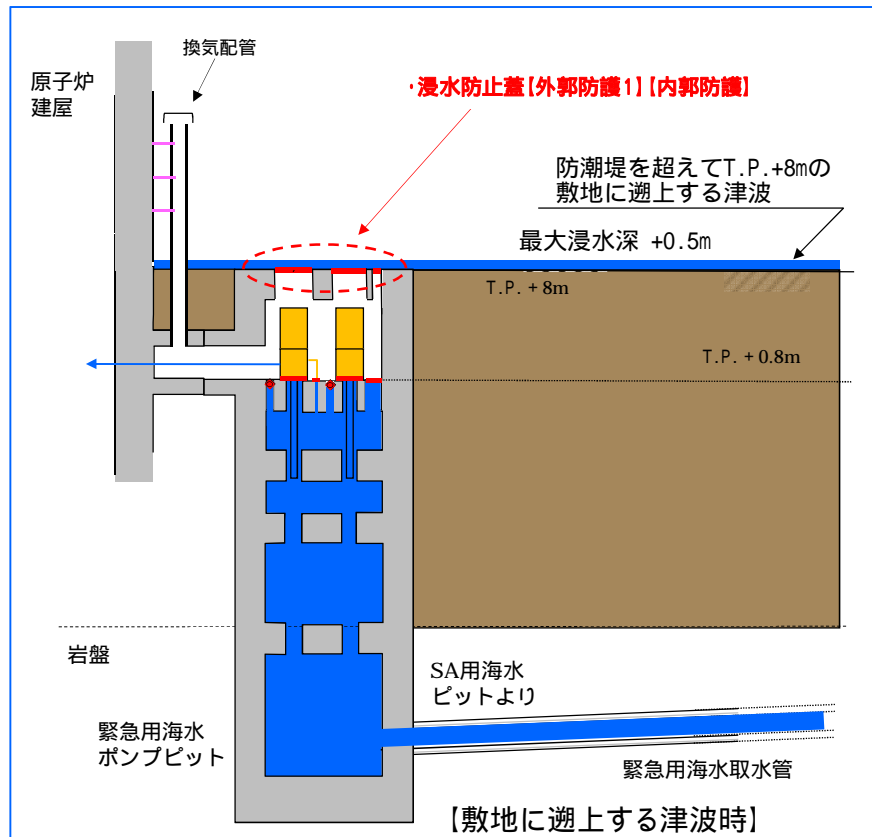 換気配管
原子炉
建屋
・浸水防止蓋【外郭防護1】【内郭防護】
防潮堤を超えてT.P.+8mの
敷地に遡上する津波
最大浸水深 +0.5m
T.P.+8m
T.P.+0.8m
岩盤
SA用海水
ピットより
緊急用海水
ポンプピット
緊急用海水取水管
【敷地に遡上する津波時】